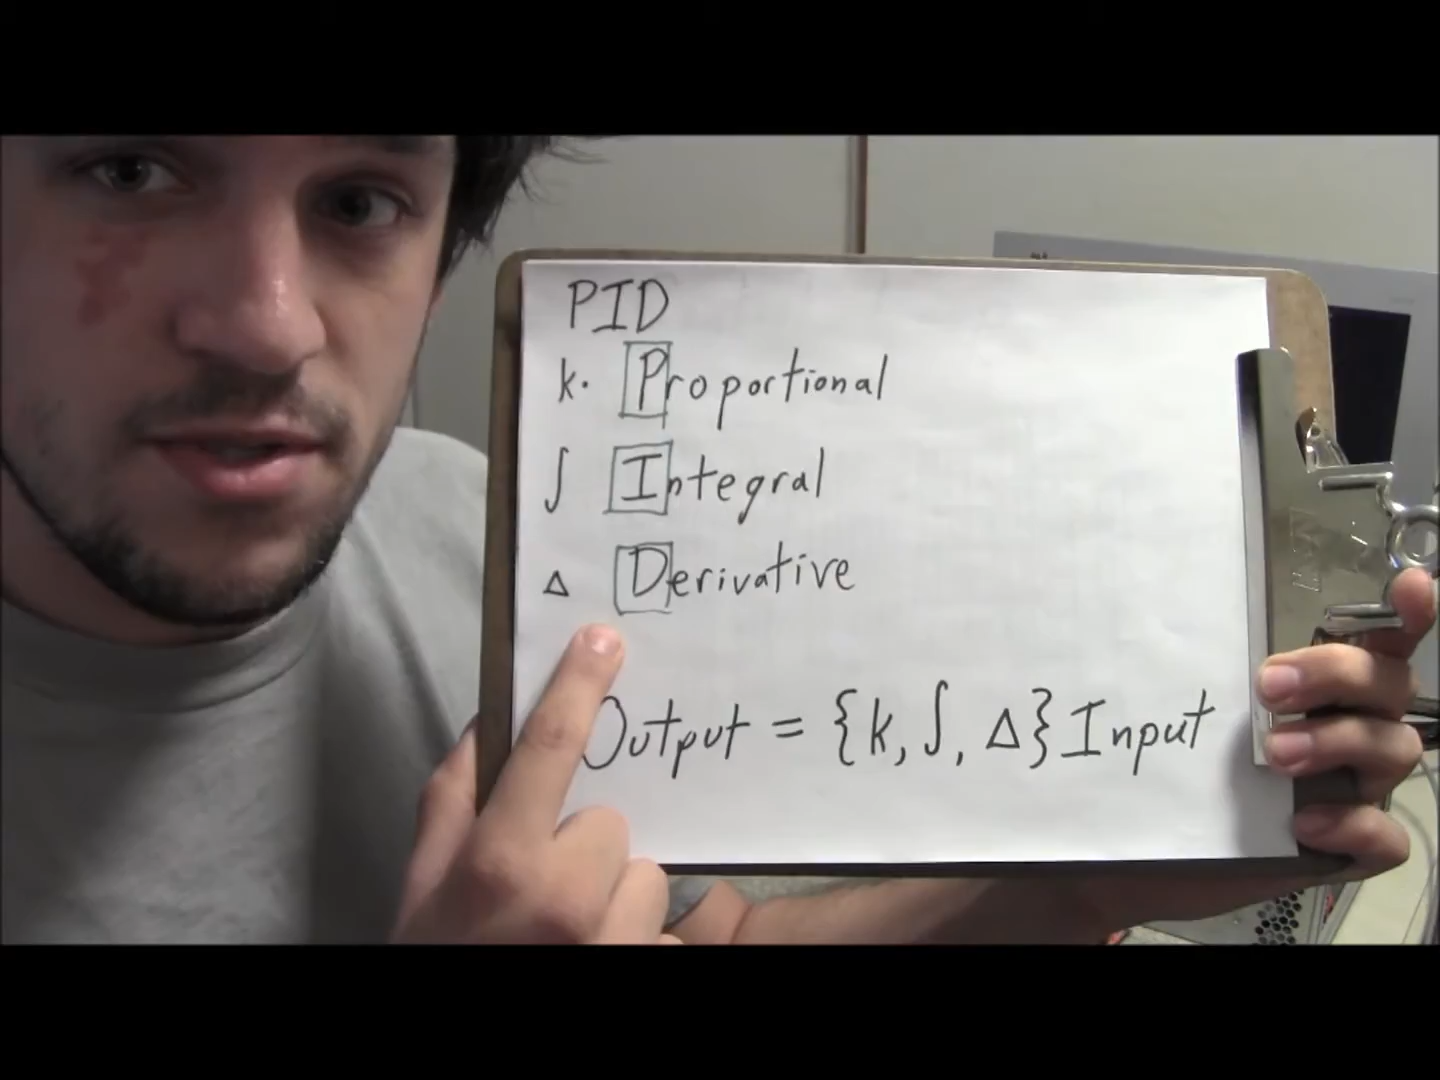 PID
k. Proportional
∫ Integral
Δ Derivative
Output = {k, ∫, Δ} Input